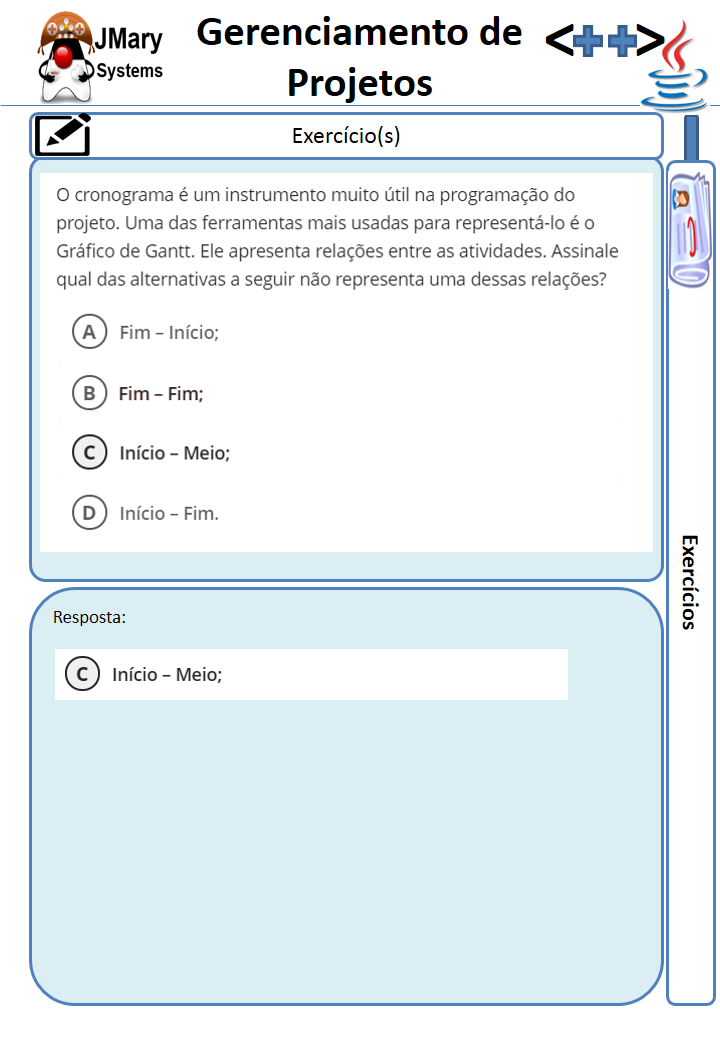 JMary
Systems
Gerenciamento de
Projetos
<++>
Exercício(s)
O cronograma é um instrumento muito útil na programação do
projeto. Uma das ferramentas mais usadas para representá-lo é o
Gráfico de Gantt. Ele apresenta relações entre as atividades. Assinale
qual das alternativas a seguir não representa uma dessas relações?
A Fim – Início;
B Fim – Fim;
C Início – Meio;
D Início – Fim.
Exercícios
Resposta:
C Início – Meio;